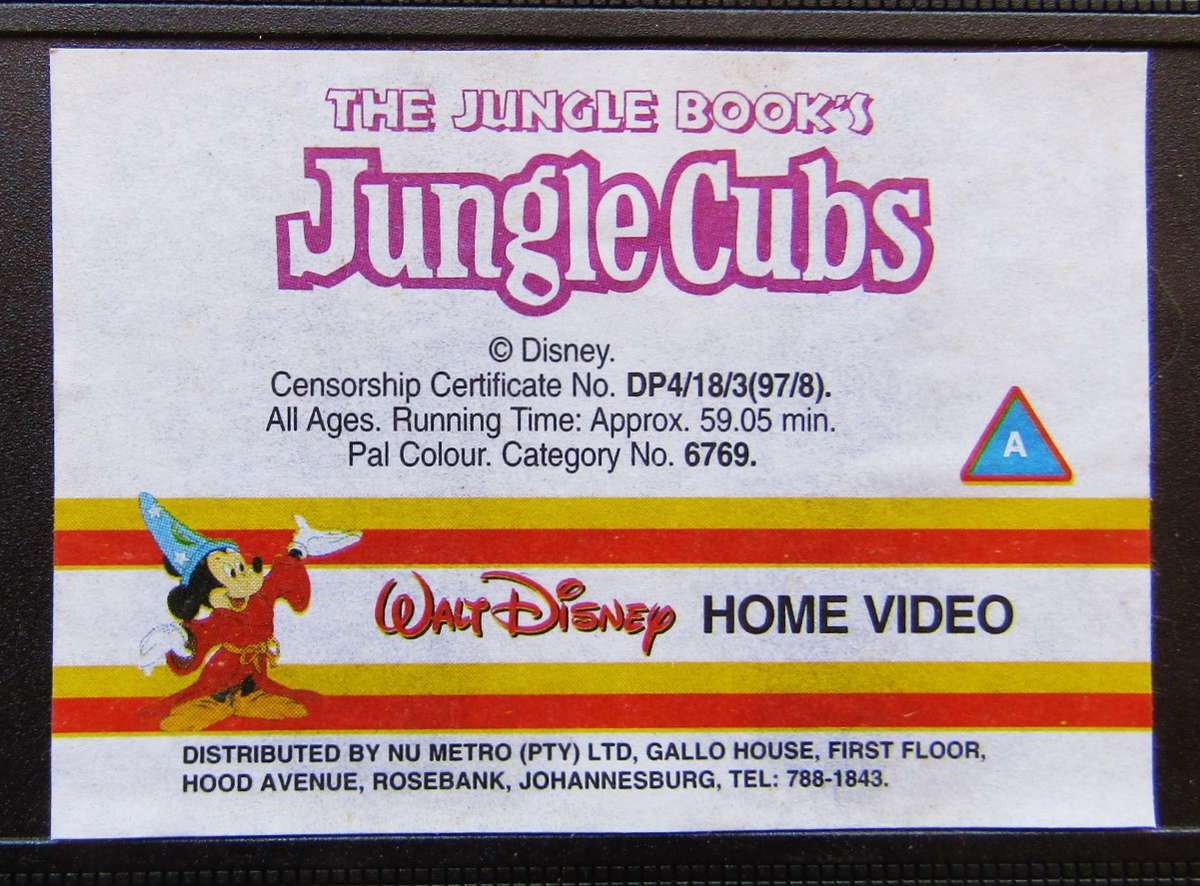 THE JUNGLE BOOK'S
Jungle Cubs
© Disney.
Censorship Certificate No. DP4/18/3(97/8).
All Ages. Running Time: Approx. 59.05 min.
Pal Colour. Category No. 6769.
A
WALT DISNEY HOME VIDEO
DISTRIBUTED BY NU METRO (PTY) LTD, GALLO HOUSE, FIRST FLOOR,
HOOD AVENUE, ROSEBANK, JOHANNESBURG, TEL: 788-1843.